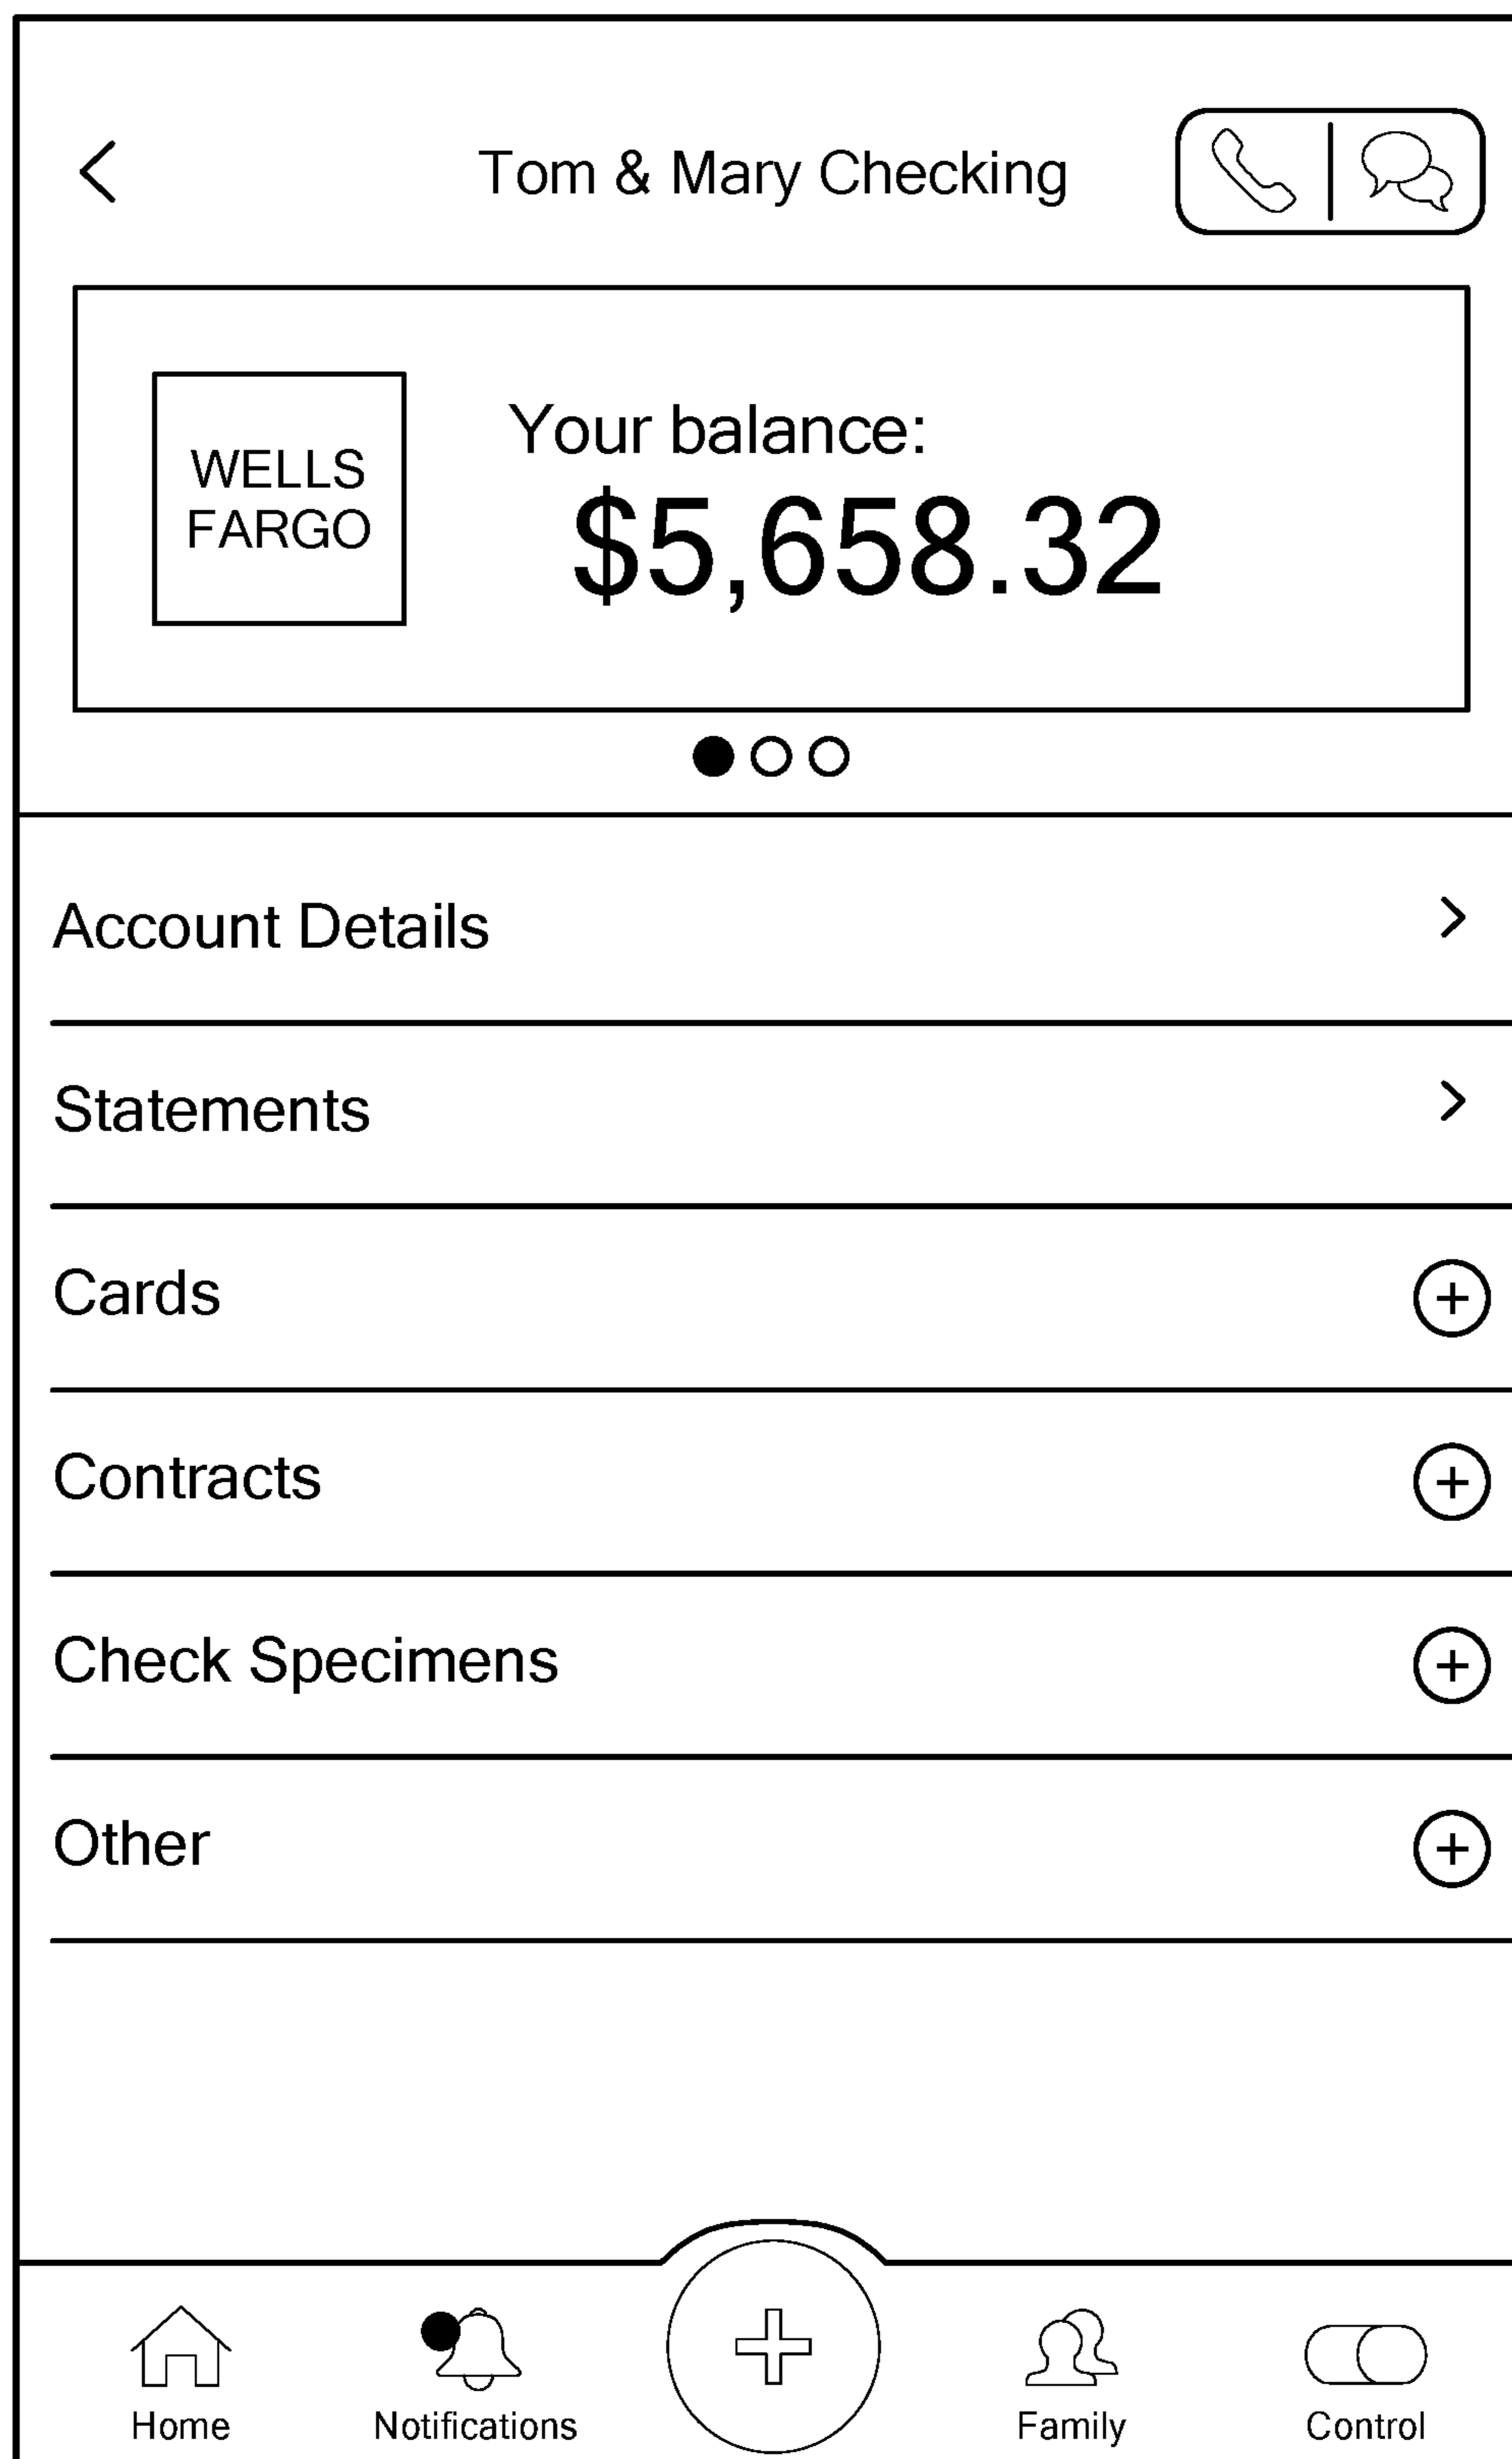 Tom & Mary Checking
WELLS
FARGO
Your balance:
$5,658.32
Account Details
Statements
Cards
Contracts
Check Specimens
Other
Home
Notifications
Family
Control